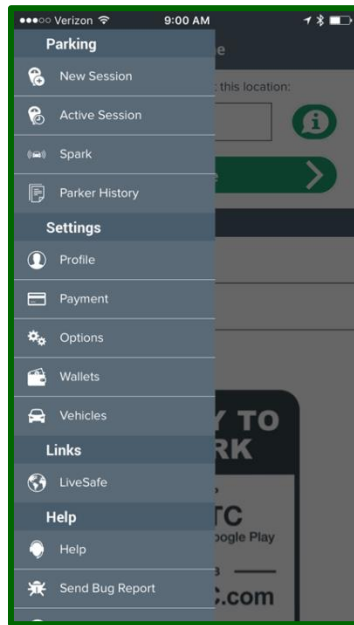 Verizon
9:00 AM
Parking
New Session
this location:
Active Session
Spark
Parker History
Settings
Profile
Payment
Options
Wallets
Vehicles
TO
RK
Links
LiveSafe
TC
Help
ogle Play
Help
Send Bug Report
.com